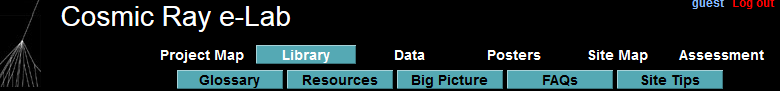 guest Log out
Cosmic Ray e-Lab
Project Map Library Data Posters Site Map Assessment
Glossary Resources Big Picture FAQs Site Tips